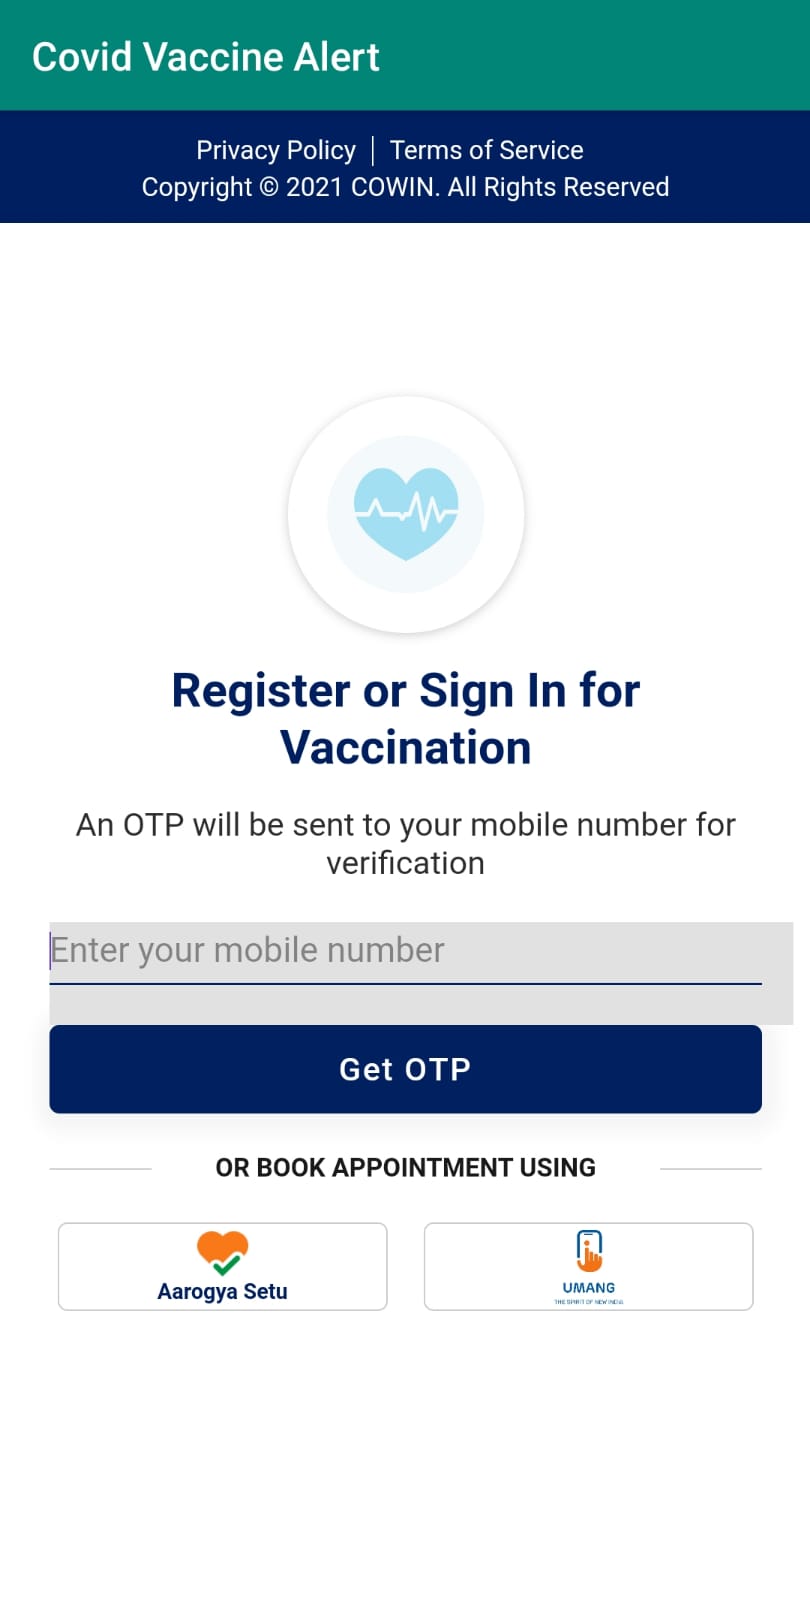 Covid Vaccine Alert
Privacy Policy | Terms of Service
Copyright © 2021 COWIN. All Rights Reserved
Register or Sign In for
Vaccination
An OTP will be sent to your mobile number for
verification
Enter your mobile number
Get OTP
OR BOOK APPOINTMENT USING
Aarogya Setu
UMANG
THE SPIRIT OF NEW INDIA